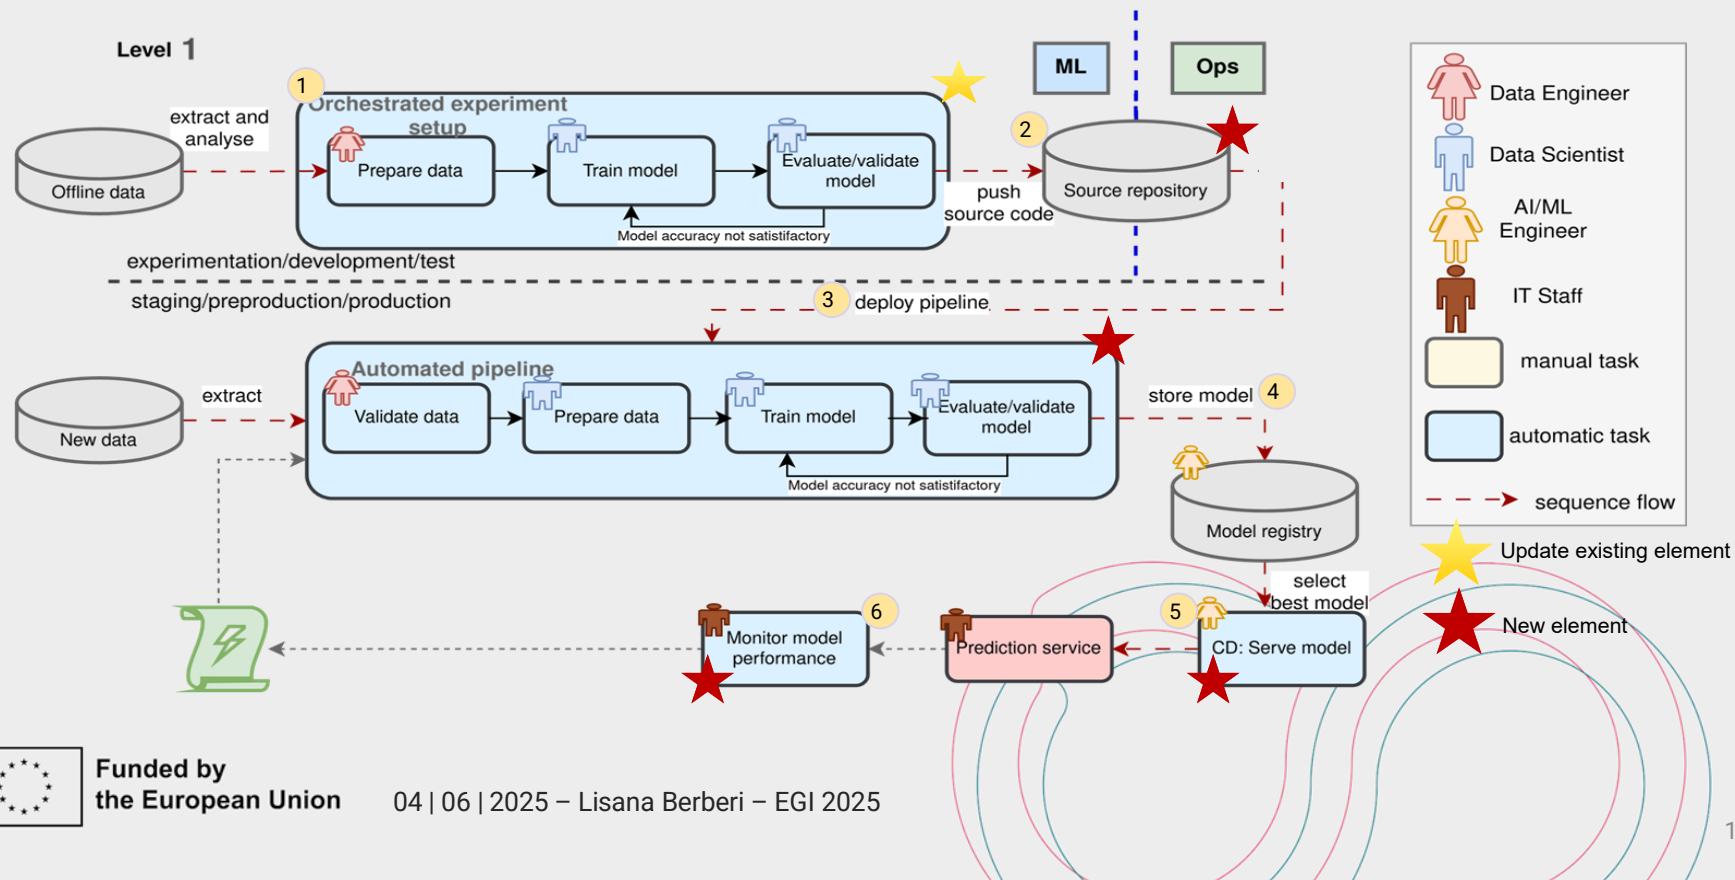 Level 1
ML
Ops
1
Orchestrated experiment
setup
extract and
analyse
Offline data
Prepare data
Train model
Evaluate/validate
model
Model accuracy not satistifactory
push
source code
2
Source repository
experimentation/development/test
staging/preproduction/production
3
deploy pipeline
Automated pipeline
New data
extract
Validate data
Prepare data
Train model
Evaluate/validate
model
Model accuracy not satistifactory
store model
4
Model registry
select
best model
5
CD: Serve model
Prediction service
6
Monitor model
performance
Data Engineer
Data Scientist
AI/ML
Engineer
IT Staff
manual task
automatic task
sequence flow
Update existing element
New element
Funded by
the European Union
04 | 06 | 2025 – Lisana Berberi – EGI 2025